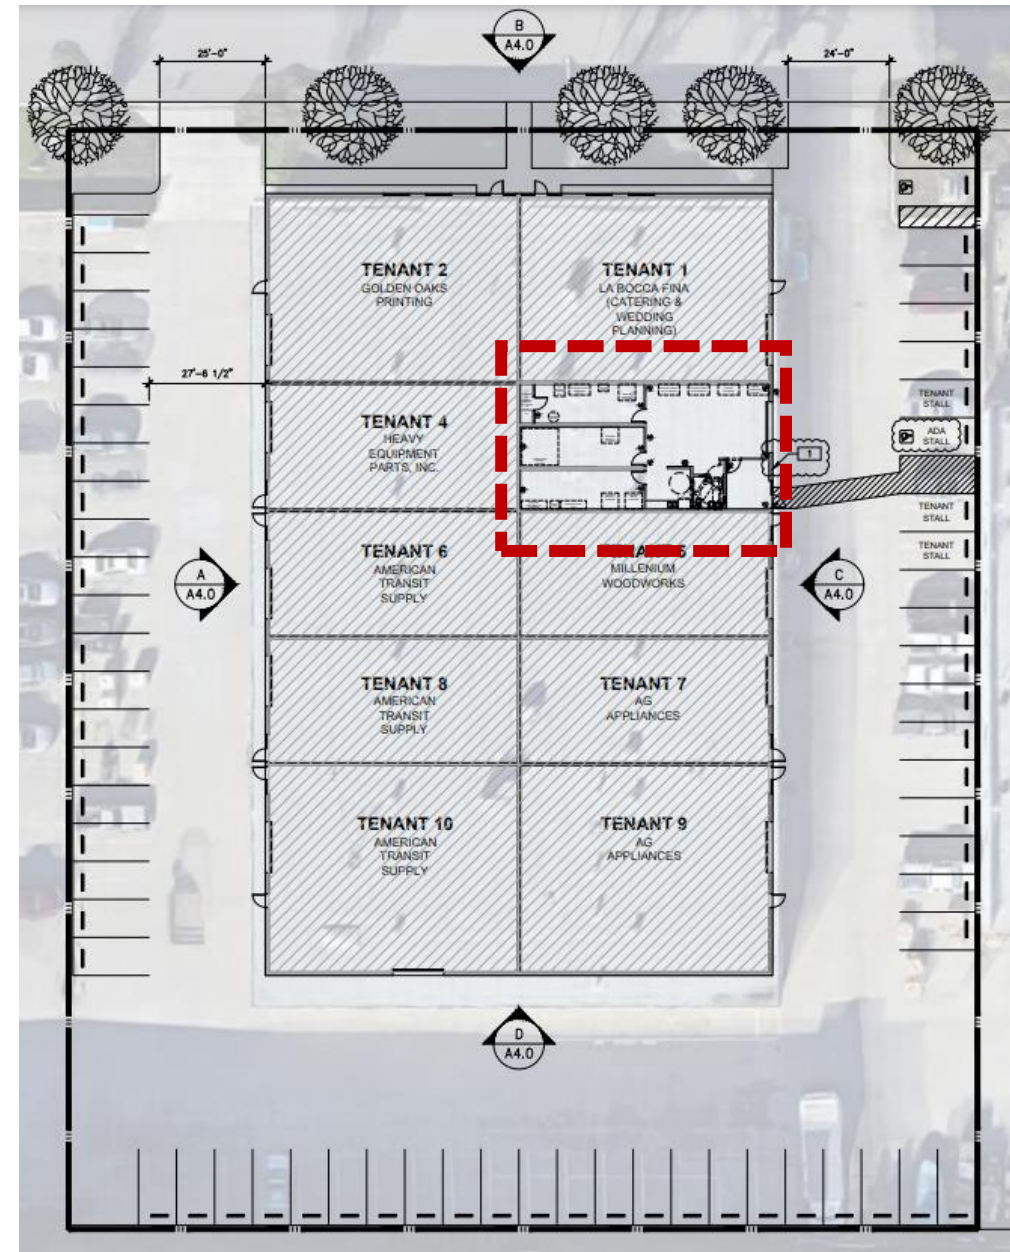 B
A4.0
25'-0"
24'-0"
TENANT 2
GOLDEN OAKS
PRINTING
TENANT 1
LA BOCCA FINA
(CATERING &
WEDDING
PLANNING)
27'-6 1/2"
TENANT 4
HEAVY
EQUIPMENT
PARTS, INC.
1
TENANT
STALL
ADA
STALL
TENANT
STALL
TENANT
STALL
TENANT 6
AMERICAN
TRANSIT
SUPPLY
TENANT 5
MILLENIUM
WOODWORKS
A
A4.0
C
A4.0
TENANT 8
AMERICAN
TRANSIT
SUPPLY
TENANT 7
AG
APPLIANCES
TENANT 10
AMERICAN
TRANSIT
SUPPLY
TENANT 9
AG
APPLIANCES
D
A4.0